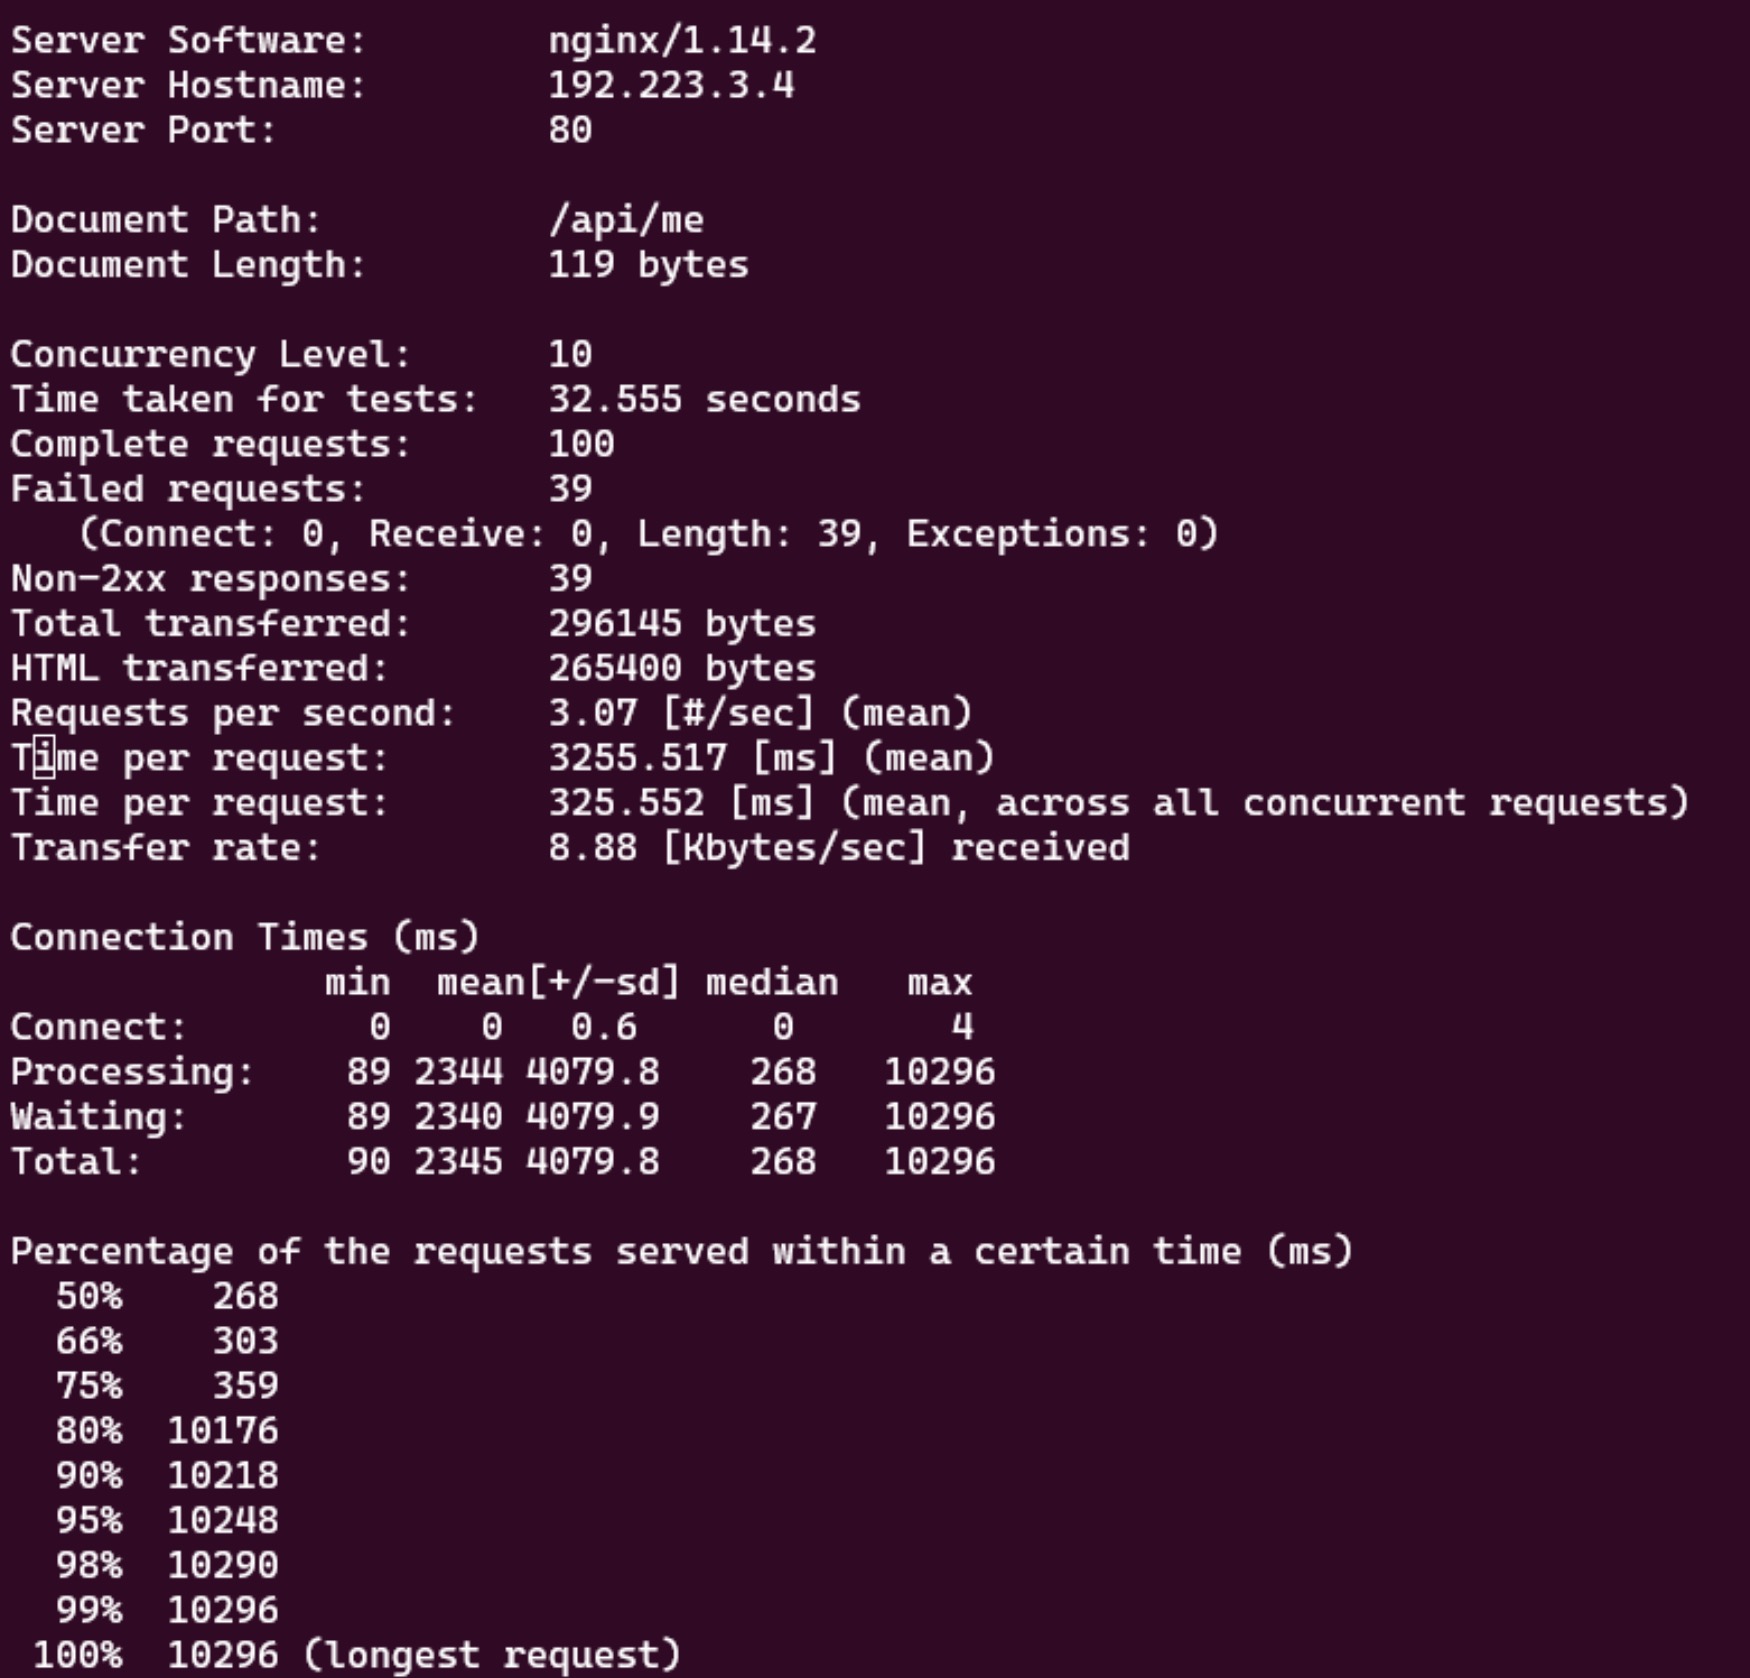 Server Software:        nginx/1.14.2
Server Hostname:        192.223.3.4
Server Port:            80

Document Path:          /api/me
Document Length:        119 bytes

Concurrency Level:      10
Time taken for tests:   32.555 seconds
Complete requests:      100
Failed requests:        39
   (Connect: 0, Receive: 0, Length: 39, Exceptions: 0)
Non-2xx responses:      39
Total transferred:      296145 bytes
HTML transferred:       265400 bytes
Requests per second:    3.07 [#/sec] (mean)
Time per request:       3255.517 [ms] (mean)
Time per request:       325.552 [ms] (mean, across all concurrent requests)
Transfer rate:          8.88 [Kbytes/sec] received

Connection Times (ms)
              min  mean[+/-sd] median   max
Connect:        0    0   0.6      0       4
Processing:    89 2344 4079.8    268   10296
Waiting:       89 2340 4079.9    267   10296
Total:         90 2345 4079.8    268   10296

Percentage of the requests served within a certain time (ms)
  50%    268
  66%    303
  75%    359
  80%  10176
  90%  10218
  95%  10248
  98%  10290
  99%  10296
 100%  10296 (longest request)